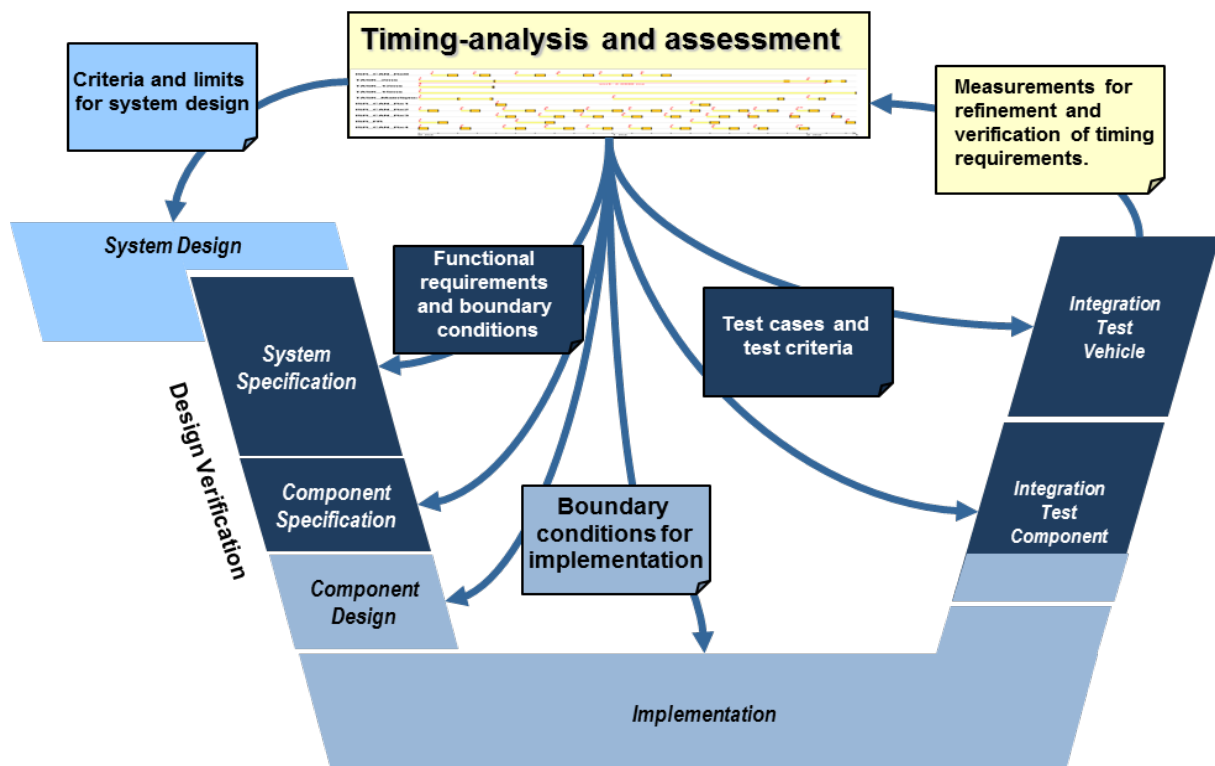 Timing-analysis and assessment
Criteria and limits
for system design
Measurements for
refinement and
verification of timing
requirements.
System Design
Functional
requirements
and boundary
conditions
Test cases and
test criteria
Integration
Test
Vehicle
System
Specification
Design Verification
Component
Specification
Boundary
conditions for
implementation
Integration
Test
Component
Component
Design
Implementation